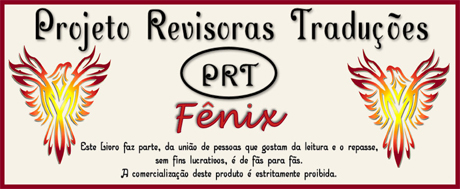 Projeto Revisoras Traduções
PRT
Fênix
Este Livro faz parte, da união de pessoas que gostam da leitura e o repasse,
sem fins lucrativos, é de fãs para fãs.
A comercialização deste produto é estritamente proibida.